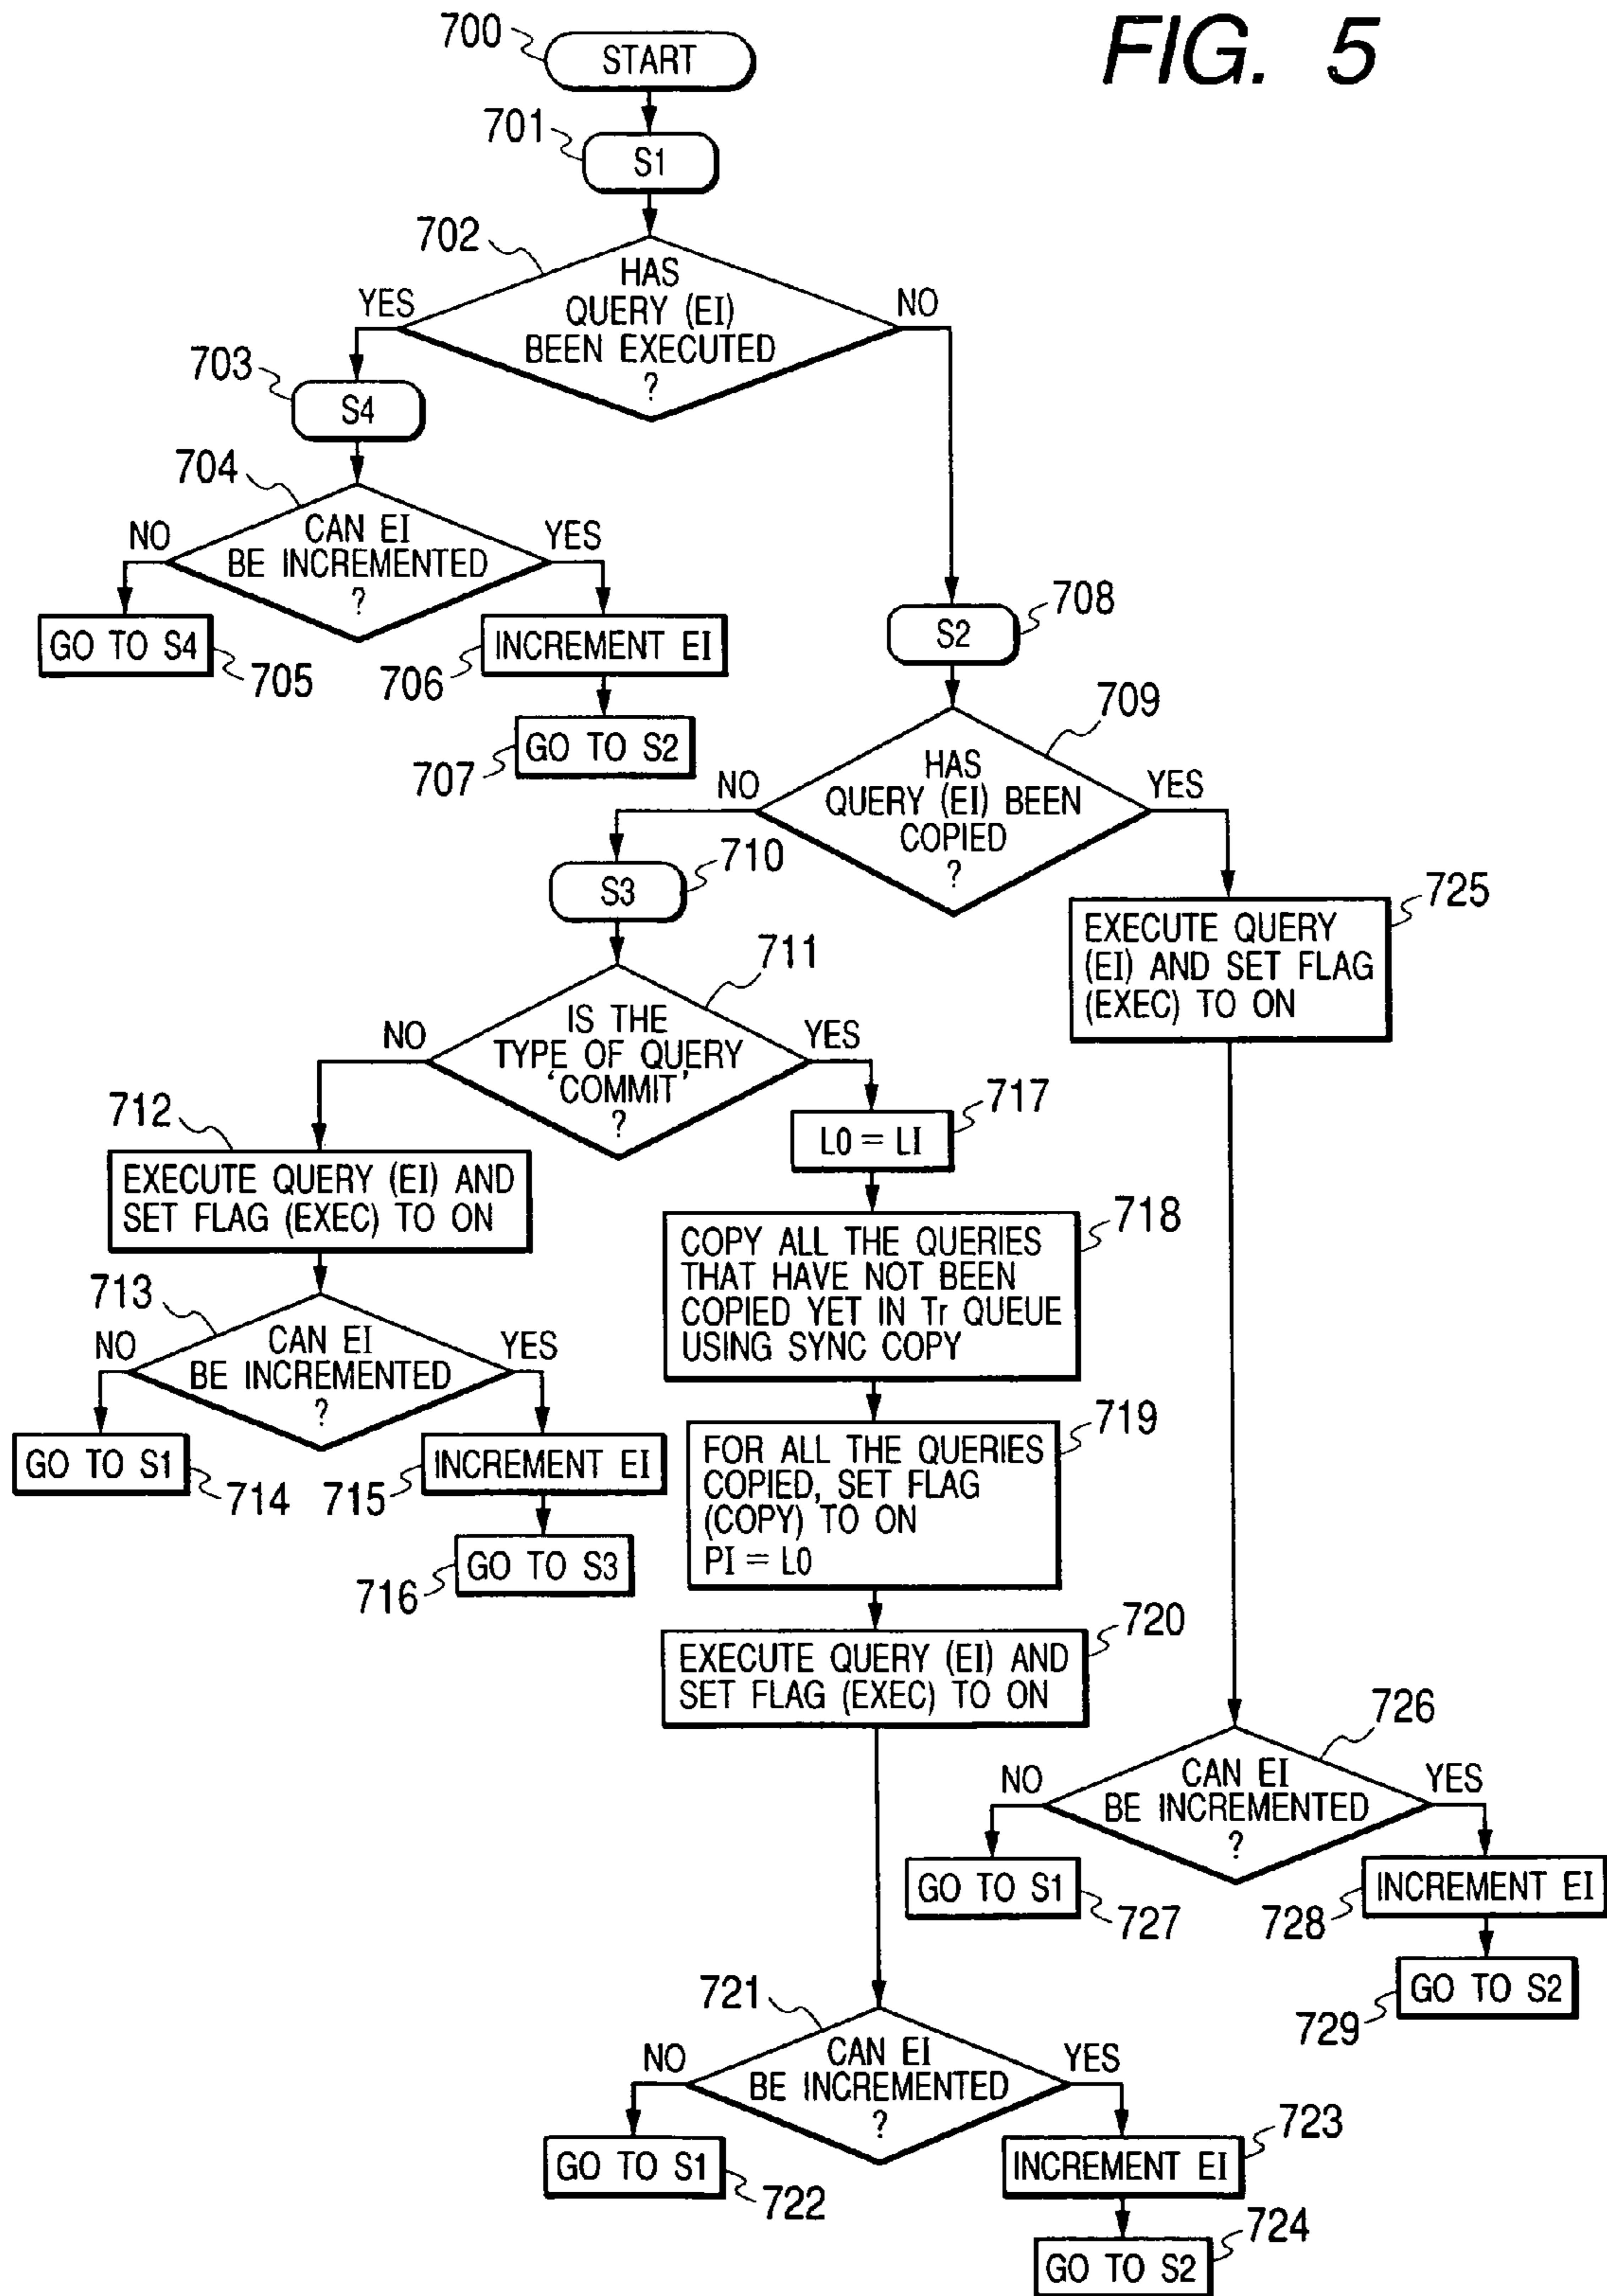 FIG. 5
700
START
701
S1
702
HAS
QUERY (EI)
BEEN EXECUTED
?
YES
NO
703
S4
704
CAN EI
BE INCREMENTED
?
NO
YES
GO TO S4
705
706
INCREMENT EI
707
GO TO S2
708
S2
709
HAS
QUERY (EI) BEEN
COPIED
?
NO
YES
710
S3
711
IS THE
TYPE OF QUERY
'COMMIT'
?
NO
YES
712
EXECUTE QUERY (EI) AND
SET FLAG (EXEC) TO ON
713
CAN EI
BE INCREMENTED
?
NO
YES
GO TO S1
714
715
INCREMENT EI
716
GO TO S3
717
L0 = LI
718
COPY ALL THE QUERIES
THAT HAVE NOT BEEN
COPIED YET IN Tr QUEUE
USING SYNC COPY
719
FOR ALL THE QUERIES
COPIED, SET FLAG
(COPY) TO ON
PI = L0
720
EXECUTE QUERY (EI) AND
SET FLAG (EXEC) TO ON
721
CAN EI
BE INCREMENTED
?
NO
YES
GO TO S1
722
723
INCREMENT EI
724
GO TO S2
725
EXECUTE QUERY
(EI) AND SET FLAG
(EXEC) TO ON
726
CAN EI
BE INCREMENTED
?
NO
YES
GO TO S1
727
728
INCREMENT EI
729
GO TO S2